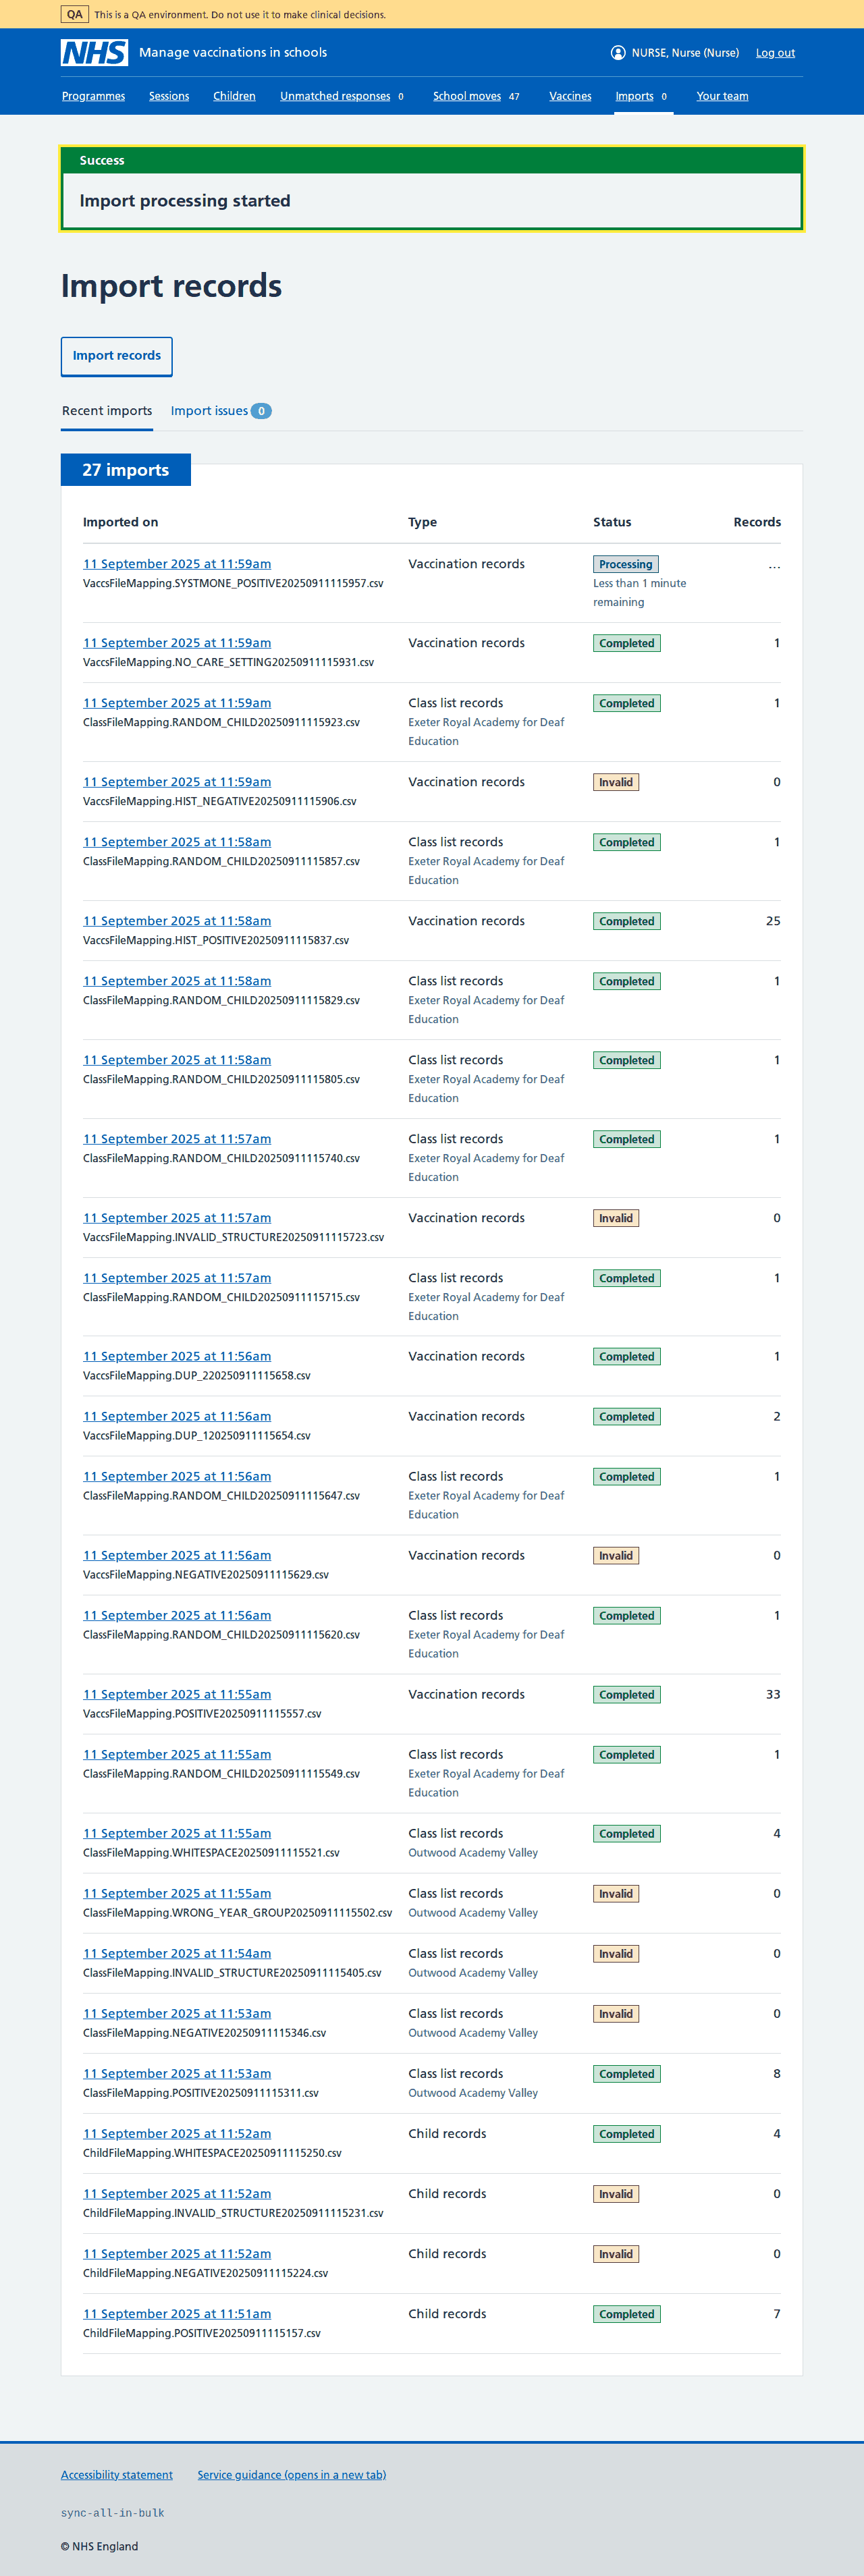 QA This is a QA environment. Do not use it to make clinical decisions.
NHS Manage vaccinations in schools NURSE, Nurse (Nurse) Log out
Programmes Sessions Children Unmatched responses 0 School moves 47 Vaccines Imports 0 Your team
Success
Import processing started
Import records
Import records
Recent imports Import issues 0
27 imports
Imported on Type Status Records
11 September 2025 at 11:59am Vaccination records Processing ...
VaccsFileMapping.SYSTMONE_POSITIVE20250911115957.csv Less than 1 minute
remaining
11 September 2025 at 11:59am Vaccination records Completed 1
VaccsFileMapping.NO_CARE_SETTING20250911115931.csv
11 September 2025 at 11:59am Class list records Completed 1
ClassFileMapping.RANDOM_CHILD20250911115923.csv Exeter Royal Academy for Deaf
Education
11 September 2025 at 11:59am Vaccination records Invalid 0
VaccsFileMapping.HIST_NEGATIVE20250911115906.csv
11 September 2025 at 11:58am Class list records Completed 1
ClassFileMapping.RANDOM_CHILD20250911115857.csv Exeter Royal Academy for Deaf
Education
11 September 2025 at 11:58am Vaccination records Completed 25
VaccsFileMapping.HIST_POSITIVE20250911115837.csv
11 September 2025 at 11:58am Class list records Completed 1
ClassFileMapping.RANDOM_CHILD20250911115829.csv Exeter Royal Academy for Deaf
Education
11 September 2025 at 11:58am Class list records Completed 1
ClassFileMapping.RANDOM_CHILD20250911115805.csv Exeter Royal Academy for Deaf
Education
11 September 2025 at 11:57am Class list records Completed 1
ClassFileMapping.RANDOM_CHILD20250911115740.csv Exeter Royal Academy for Deaf
Education
11 September 2025 at 11:57am Vaccination records Invalid 0
VaccsFileMapping.INVALID_STRUCTURE20250911115723.csv
11 September 2025 at 11:57am Class list records Completed 1
ClassFileMapping.RANDOM_CHILD20250911115715.csv Exeter Royal Academy for Deaf
Education
11 September 2025 at 11:56am Vaccination records Completed 1
VaccsFileMapping.DUP_220250911115658.csv
11 September 2025 at 11:56am Vaccination records Completed 2
VaccsFileMapping.DUP_120250911115654.csv
11 September 2025 at 11:56am Class list records Completed 1
ClassFileMapping.RANDOM_CHILD20250911115647.csv Exeter Royal Academy for Deaf
Education
11 September 2025 at 11:56am Vaccination records Invalid 0
VaccsFileMapping.NEGATIVE20250911115629.csv
11 September 2025 at 11:56am Class list records Completed 1
ClassFileMapping.RANDOM_CHILD20250911115620.csv Exeter Royal Academy for Deaf
Education
11 September 2025 at 11:55am Vaccination records Completed 33
VaccsFileMapping.POSITIVE20250911115557.csv
11 September 2025 at 11:55am Class list records Completed 1
ClassFileMapping.RANDOM_CHILD20250911115549.csv Exeter Royal Academy for Deaf
Education
11 September 2025 at 11:55am Class list records Completed 4
ClassFileMapping.WHITESPACE20250911115521.csv Outwood Academy Valley
11 September 2025 at 11:55am Class list records Invalid 0
ClassFileMapping.WRONG_YEAR_GROUP20250911115502.csv Outwood Academy Valley
11 September 2025 at 11:54am Class list records Invalid 0
ClassFileMapping.INVALID_STRUCTURE20250911115405.csv Outwood Academy Valley
11 September 2025 at 11:53am Class list records Invalid 0
ClassFileMapping.NEGATIVE20250911115346.csv Outwood Academy Valley
11 September 2025 at 11:53am Class list records Completed 8
ClassFileMapping.POSITIVE20250911115311.csv Outwood Academy Valley
11 September 2025 at 11:52am Child records Completed 4
ChildFileMapping.WHITESPACE20250911115250.csv
11 September 2025 at 11:52am Child records Invalid 0
ChildFileMapping.INVALID_STRUCTURE20250911115231.csv
11 September 2025 at 11:52am Child records Invalid 0
ChildFileMapping.NEGATIVE20250911115224.csv
11 September 2025 at 11:51am Child records Completed 7
ChildFileMapping.POSITIVE20250911115157.csv
Accessibility statement Service guidance (opens in a new tab)
sync-all-in-bulk
© NHS England